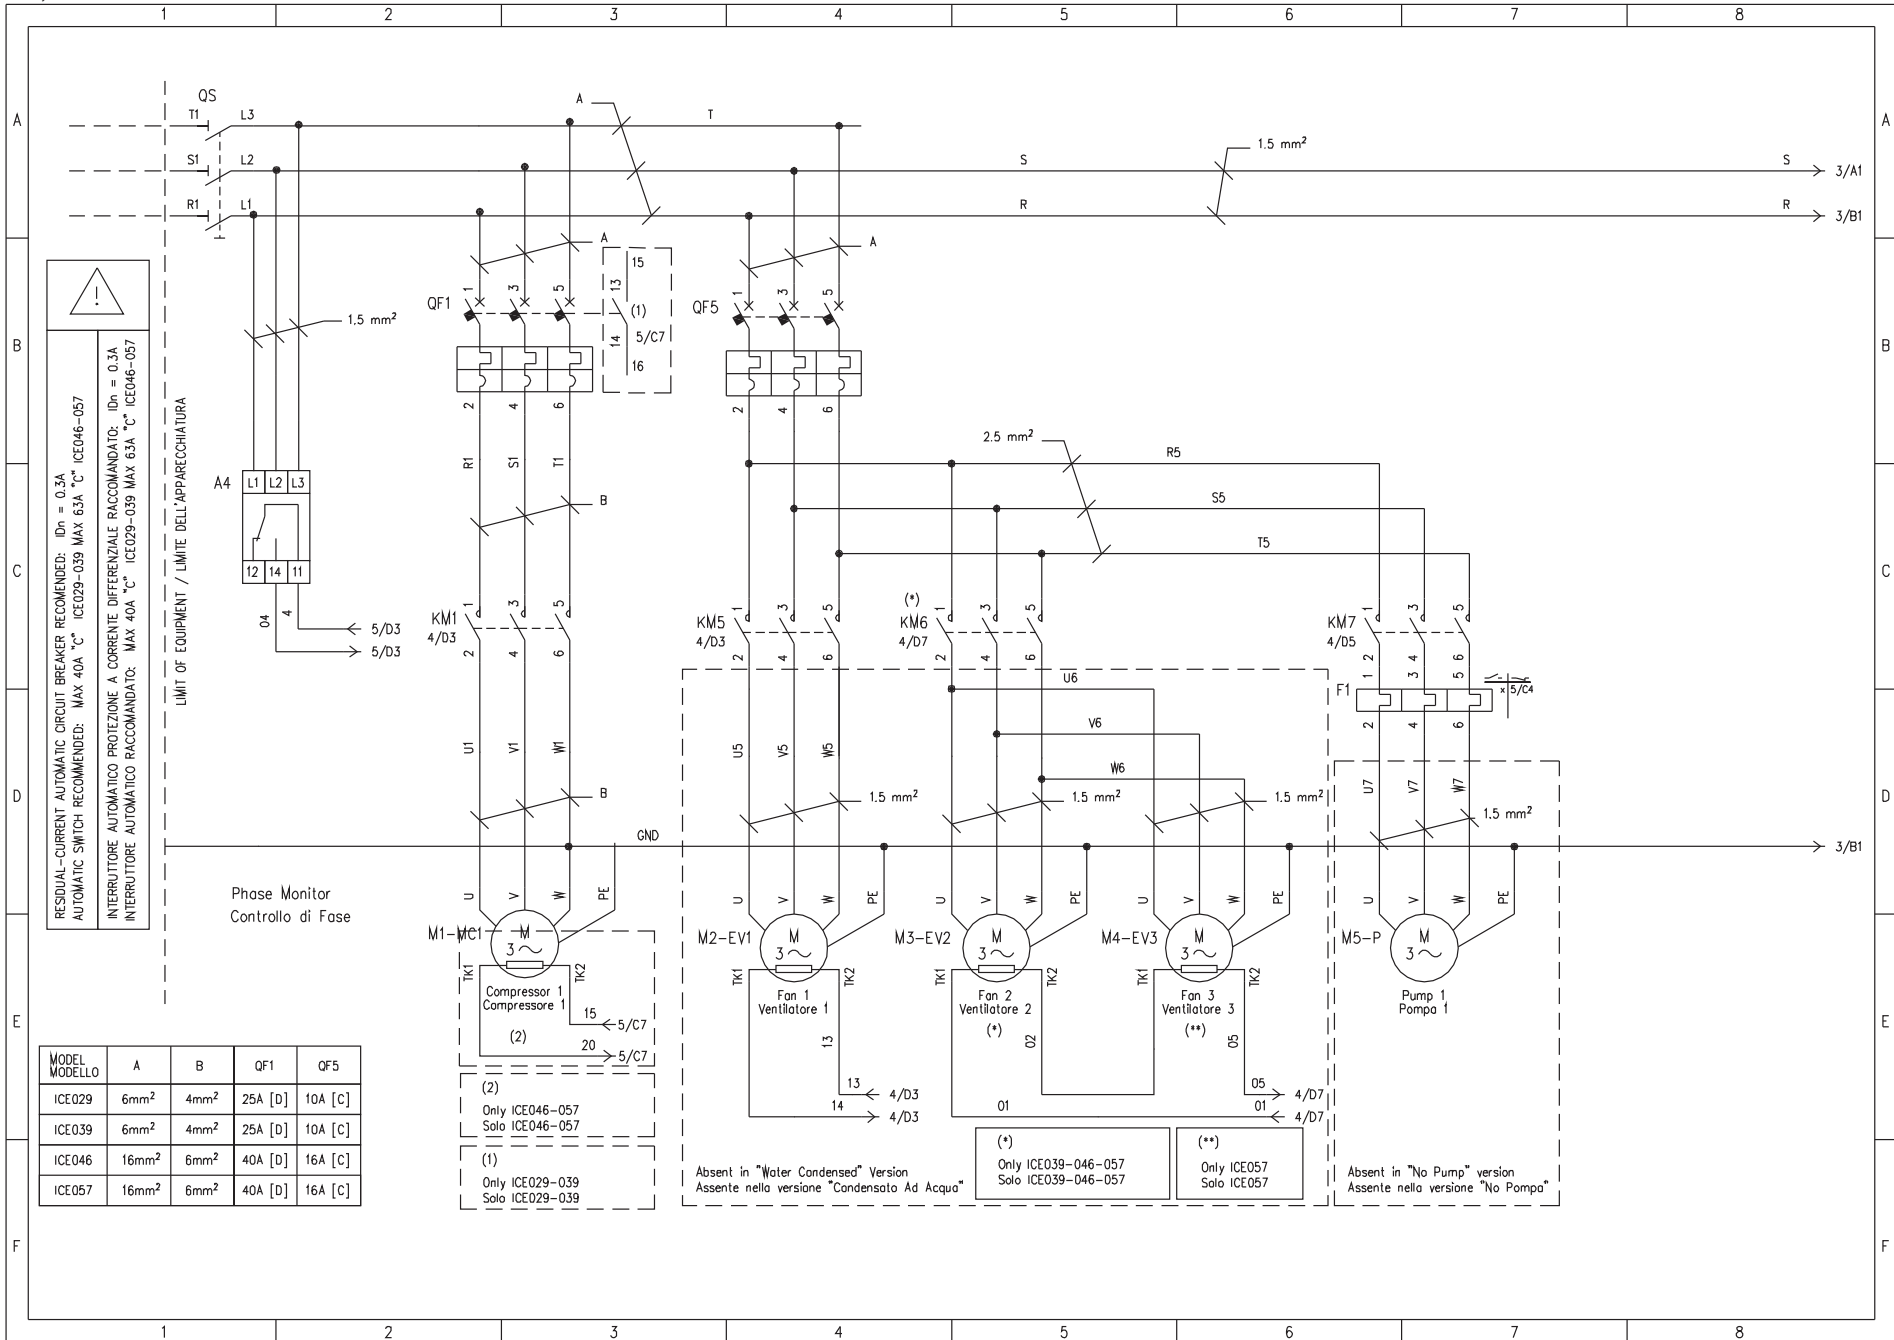 1 2 3 4 5 6 7 8
A A
B B
C C
D D
E E
F F
QS
T1 L3
S1 L2
R1 L1
A T
S S 3/A1
R R 3/B1
1.5 mm²
1.5 mm²
!
RESIDUAL-CURRENT AUTOMATIC CIRCUIT BREAKER RECOMENDED: IDn = 0.3A
AUTOMATIC SWITCH RECOMMENDED: MAX 40A "C" ICE029-039 MAX 63A "C" ICE046-057
INTERRUTTORE AUTOMATICO PROTEZIONE A CORRENTE DIFFERENZIALE RACCOMANDATO: IDn = 0.3A
INTERRUTTORE AUTOMATICO RACCOMANDATO: MAX 40A "C" ICE029-039 MAX 63A "C" ICE046-057
LIMIT OF EQUIPMENT / LIMITE DELL'APPARECCHIATURA
A4 L1 L2 L3
12 14 11
04 4
5/D3
5/D3
Phase Monitor
Controllo di Fase
A
QF1 1 3 5
13 15
(1)
14 5/C7
16
2 4 6
R1 S1 T1
B
KM1 1 3 5
4/D3
2 4 6
U1 V1 W1
B
GND 3/B1
U V W PE
M1-MC1 M
3
TK1 TK2
Compressor 1
Compressore 1
(2)
15 5/C7
20 5/C7
(2)
Only ICE046-057
Solo ICE046-057
(1)
Only ICE029-039
Solo ICE029-039
A
QF5 1 3 5
2 4 6
2.5 mm²
R5
S5
T5
KM5 1 3 5
4/D3
2 4 6
U5 V5 W5
1.5 mm²
U V W PE
M2-EV1 M
3
TK1 TK2
Fan 1
Ventilatore 1
13
13 4/D3
14 4/D3
(*)
KM6 1 3 5
4/D7
2 4 6
U6
V6
W6
1.5 mm²
U V W PE
M3-EV2 M
3
TK1 TK2
Fan 2
Ventilatore 2
(*)
02
1.5 mm²
U V W PE
M4-EV3 M
3
TK1 TK2
Fan 3
Ventilatore 3
(**)
05
05 4/D7
01 01 4/D7
Absent in "Water Condensed" Version
Assente nella versione "Condensato Ad Acqua"
(*)
Only ICE039-046-057
Solo ICE039-046-057
(**)
Only ICE057
Solo ICE057
KM7 1 3 5
4/D5
2 4 6
F1 1 3 5
x 5/C4
2 4 6
U7 V7 W7
1.5 mm²
U V W PE
M5-P M
3
Pump 1
Pompa 1
Absent in "No Pump" version
Assente nella versione "No Pompa"
MODEL MODELLO A B QF1 QF5
ICE029 6mm² 4mm² 25A [D] 10A [C]
ICE039 6mm² 4mm² 25A [D] 10A [C]
ICE046 16mm² 6mm² 40A [D] 16A [C]
ICE057 16mm² 6mm² 40A [D] 16A [C]
1 2 3 4 5 6 7 8